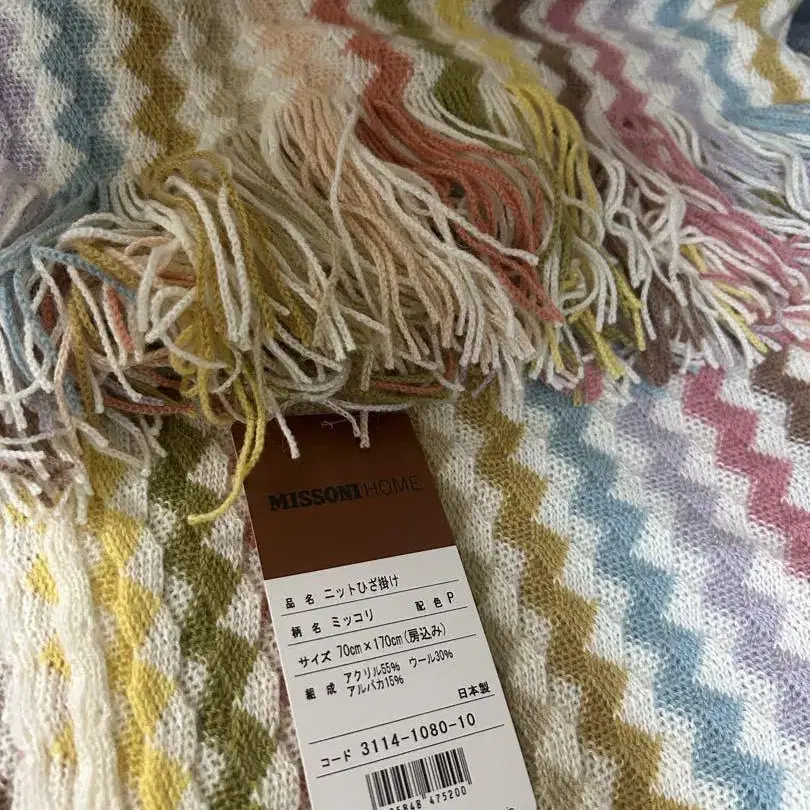 MISSONI HOME
品 名 ニットひざ掛け
柄 名 ミッコリ 配 色 P
サイズ 70cm×170cm(房込み)
組 成 アクリル55% ウール30%
アルパカ15%
日本製
コード 3114-1080-10
475200